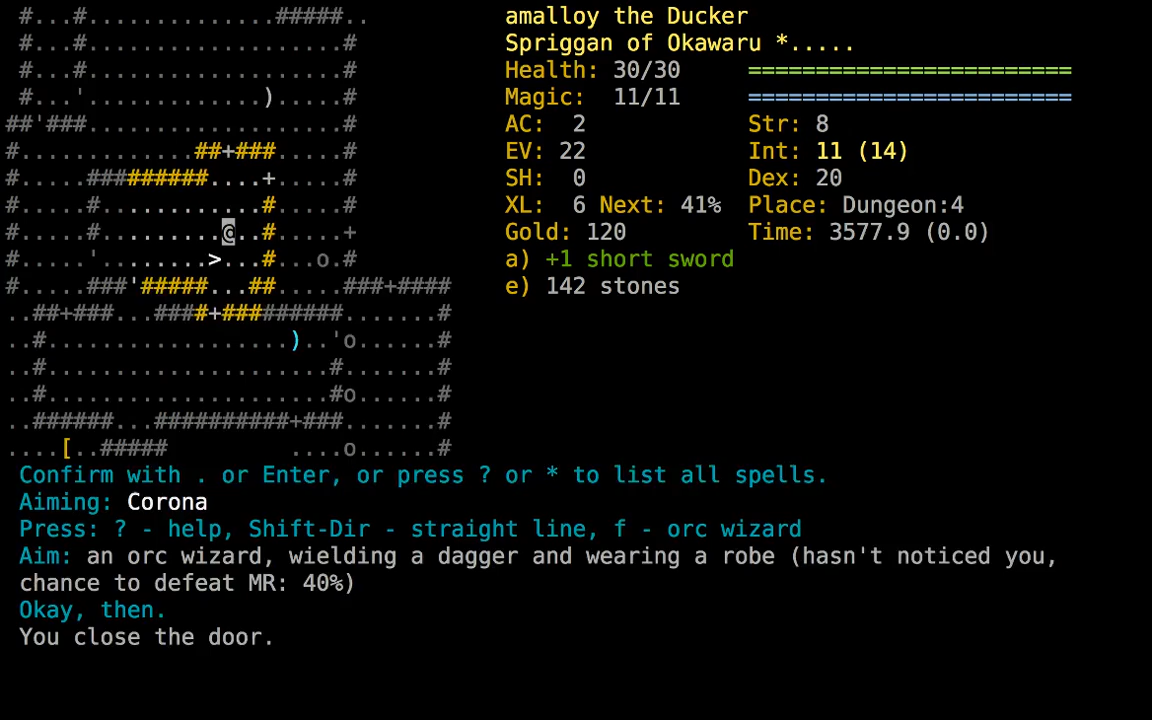 #...#..............#####..
#...#...................#
#...#...................#
#...'.............)....#
##'###...................#
#.............##+###.....#
#.....#########....+.....#
#.....#............#.....#
#.....#.........@..#.....+
#.....'........>...#...o.#
#.....###'#####...##.....###+####
..##+###...####+#########.......#
..#..................)..'o......#
..#.....................#.......#
..#.....................#o......#
..######...##########+###.......#
....[..##### ....o......#
amalloy the Ducker
Spriggan of Okawaru *.....
Health: 30/30 ========================
Magic: 11/11 ========================
AC: 2 Str: 8
EV: 22 Int: 11 (14)
SH: 0 Dex: 20
XL: 6 Next: 41% Place: Dungeon:4
Gold: 120 Time: 3577.9 (0.0)
a) +1 short sword
e) 142 stones
Confirm with . or Enter, or press ? or * to list all spells.
Aiming: Corona
Press: ? - help, Shift-Dir - straight line, f - orc wizard
Aim: an orc wizard, wielding a dagger and wearing a robe (hasn't noticed you,
chance to defeat MR: 40%)
Okay, then.
You close the door.